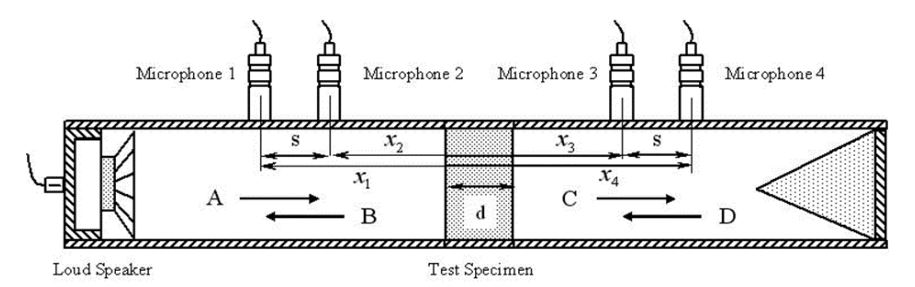 Microphone 1
Microphone 2
Microphone 3
Microphone 4
s
x2
x3
s
x1
x4
A
B
d
C
D
Loud Speaker
Test Specimen